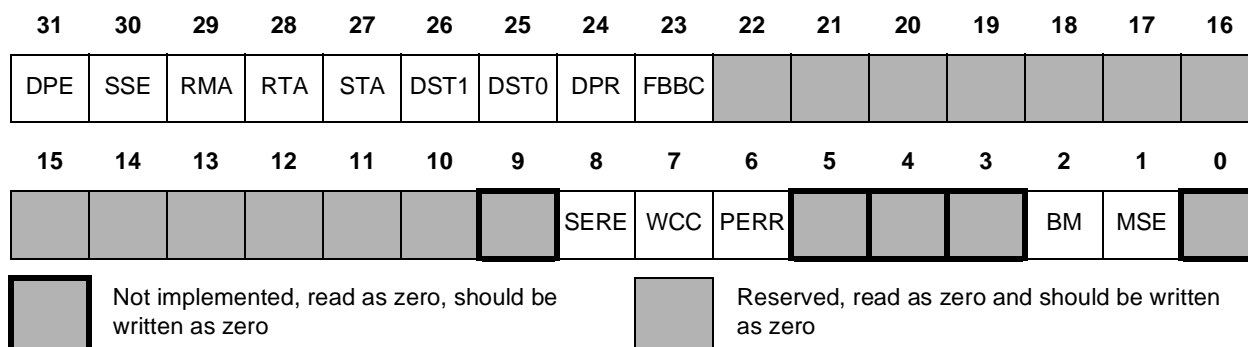 31 30 29 28 27 26 25 24 23 22 21 20 19 18 17 16
DPE SSE RMA RTA STA DST1 DST0 DPR FBBC
15 14 13 12 11 10 9 8 7 6 5 4 3 2 1 0
SERE WCC PERR BM MSE
Not implemented, read as zero, should be
written as zero
Reserved, read as zero and should be written
as zero